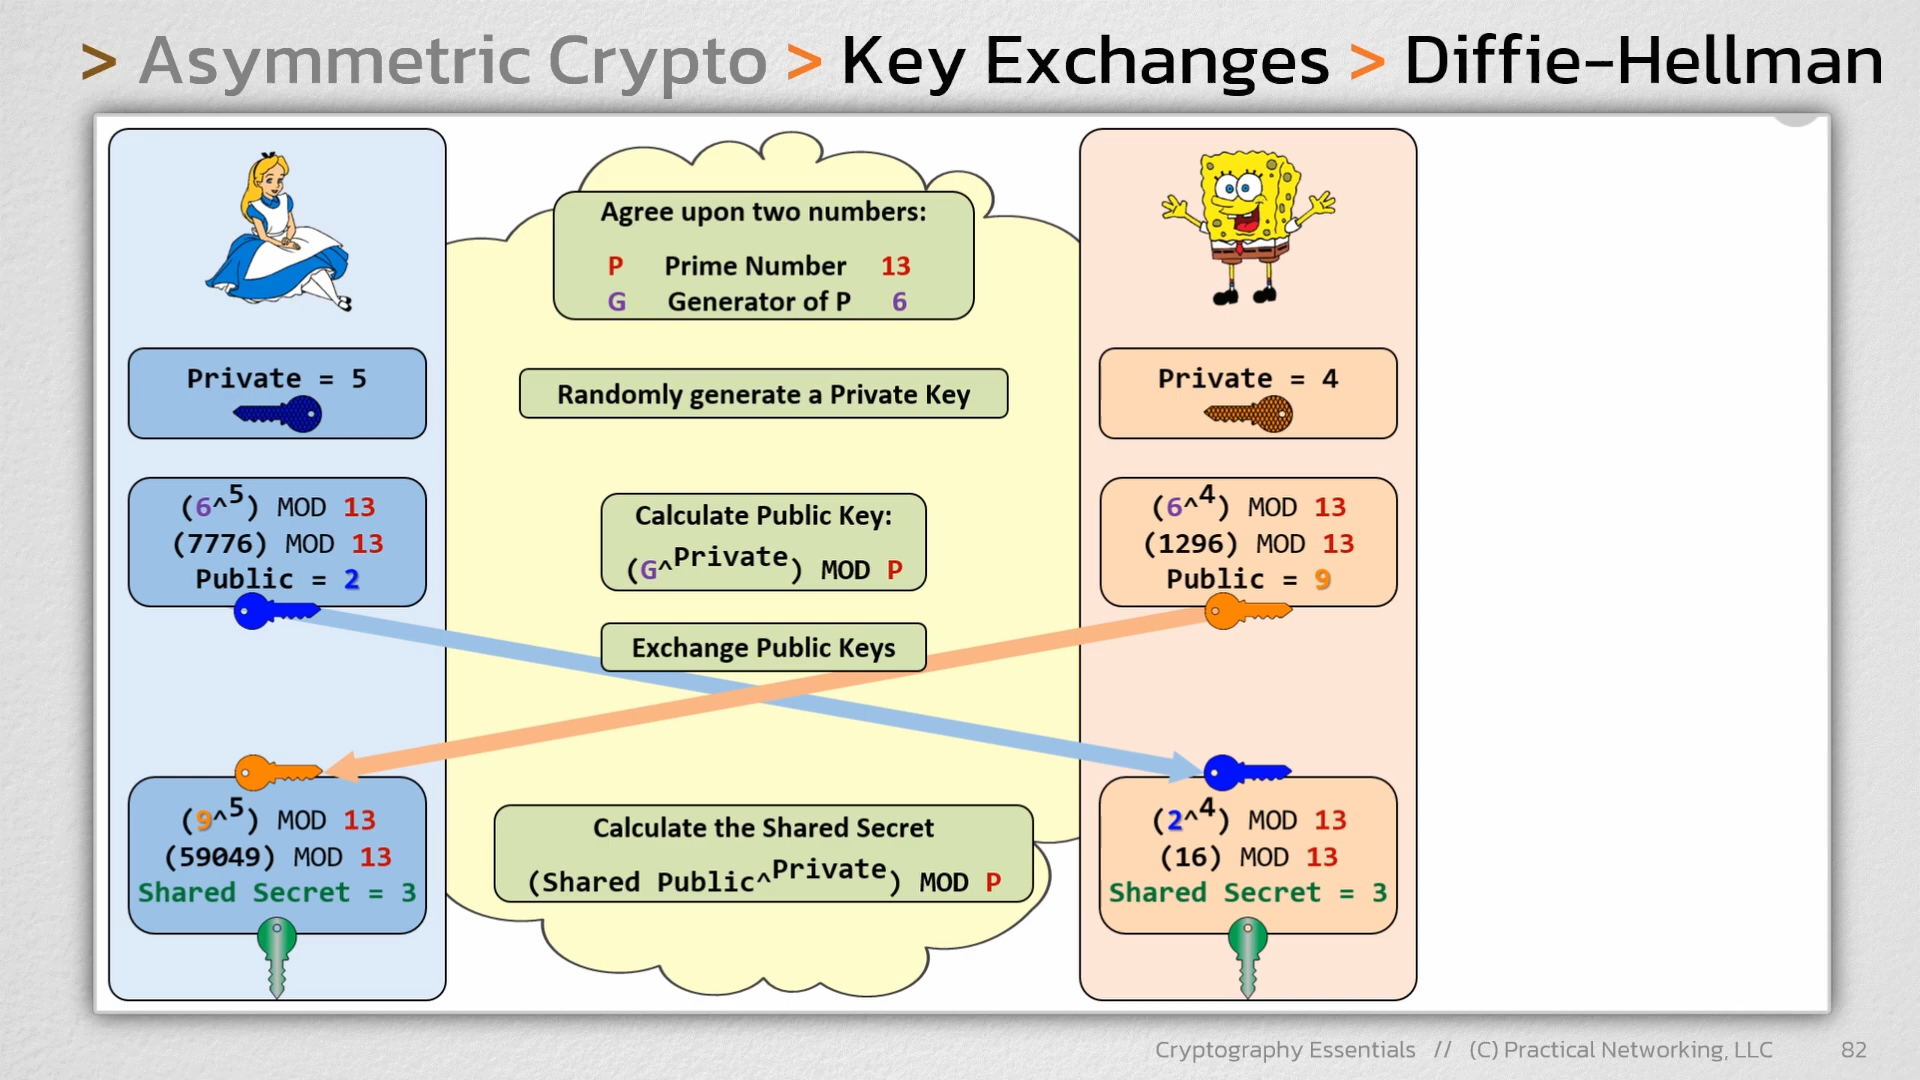 > Asymmetric Crypto > Key Exchanges > Diffie-Hellman
Agree upon two numbers:
P Prime Number 13
G Generator of P 6
Private = 5
Randomly generate a Private Key
Private = 4
(6^5) MOD 13
(7776) MOD 13
Public = 2
Calculate Public Key:
(G^Private) MOD P
(6^4) MOD 13
(1296) MOD 13
Public = 9
Exchange Public Keys
(9^5) MOD 13
(59049) MOD 13
Shared Secret = 3
Calculate the Shared Secret
(Shared Public^Private) MOD P
(2^4) MOD 13
(16) MOD 13
Shared Secret = 3
Cryptography Essentials // (C) Practical Networking, LLC 82